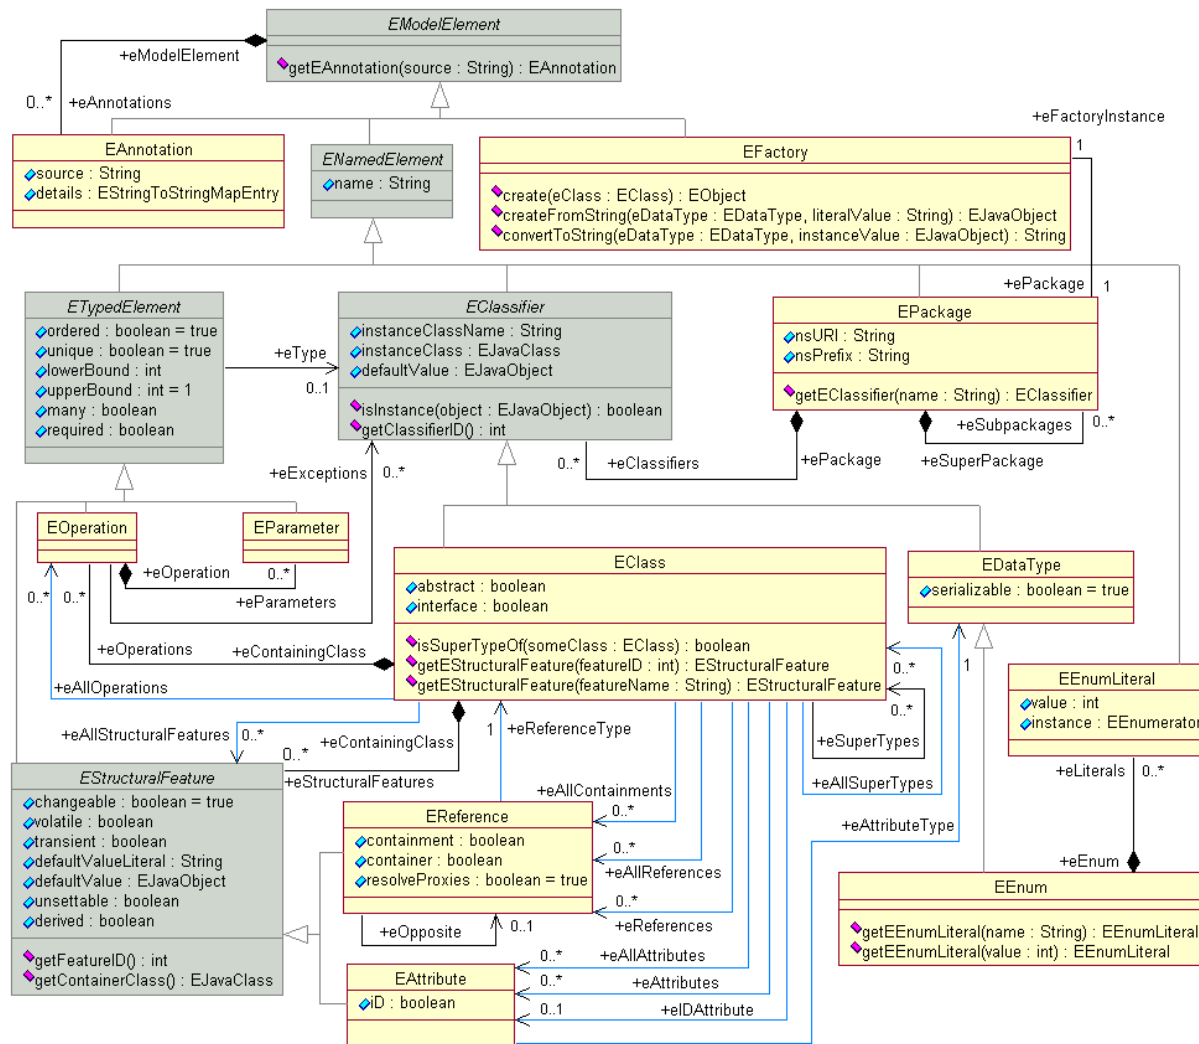 EModelElement
getEAnnotation(source : String) : EAnnotation
+eModelElement
0..*
+eAnnotations
+eFactoryInstance
1
EAnnotation
source : String
details : EStringToStringMapEntry
ENamedElement
name : String
EFactory
create(eClass : EClass) : EObject
createFromString(eDataType : EDataType, literalValue : String) : EJavaObject
convertToString(eDataType : EDataType, instanceValue : EJavaObject) : String
+ePackage
1
ETypedElement
ordered : boolean = true
unique : boolean = true
lowerBound : int
upperBound : int = 1
many : boolean
required : boolean
+eType
0..1
EClassifier
instanceClassName : String
instanceClass : EJavaClass
defaultValue : EJavaObject
isInstance(object : EJavaObject) : boolean
getClassifierID() : int
EPackage
nsURI : String
nsPrefix : String
getEClassifier(name : String) : EClassifier
+eSubpackages
0..*
+eSuperPackage
+eExceptions
0..*
0..*
+eClassifiers
+ePackage
EOperation
EParameter
+eOperation
0..*
+eParameters
0..*
0..*
+eOperations
+eContainingClass
+eAllOperations
EClass
abstract : boolean
interface : boolean
isSuperTypeOf(someClass : EClass) : boolean
getEStructuralFeature(featureID : int) : EStructuralFeature
getEStructuralFeature(featureName : String) : EStructuralFeature
0..*
0..*
+eSuperTypes
+eAllSuperTypes
EDataType
serializable : boolean = true
1
EEnumLiteral
value : int
instance : EEnumerator
+eLiterals
0..*
+eAllStructuralFeatures
0..*
+eContainingClass
0..*
+eStructuralFeatures
1
+eReferenceType
EStructuralFeature
changeable : boolean = true
volatile : boolean
transient : boolean
defaultValueLiteral : String
defaultValue : EJavaObject
unsettable : boolean
derived : boolean
getFeatureID() : int
getContainerClass() : EJavaClass
EReference
containment : boolean
container : boolean
resolveProxies : boolean = true
+eAllContainments
0..*
0..*
+eAllReferences
0..*
+eReferences
+eOpposite
0..1
+eAttributeType
+eEnum
EEnum
getEEnumLiteral(name : String) : EEnumLiteral
getEEnumLiteral(value : int) : EEnumLiteral
EAttribute
iD : boolean
0..*
+eAllAttributes
0..*
+eAttributes
0..1
+eIDAttribute